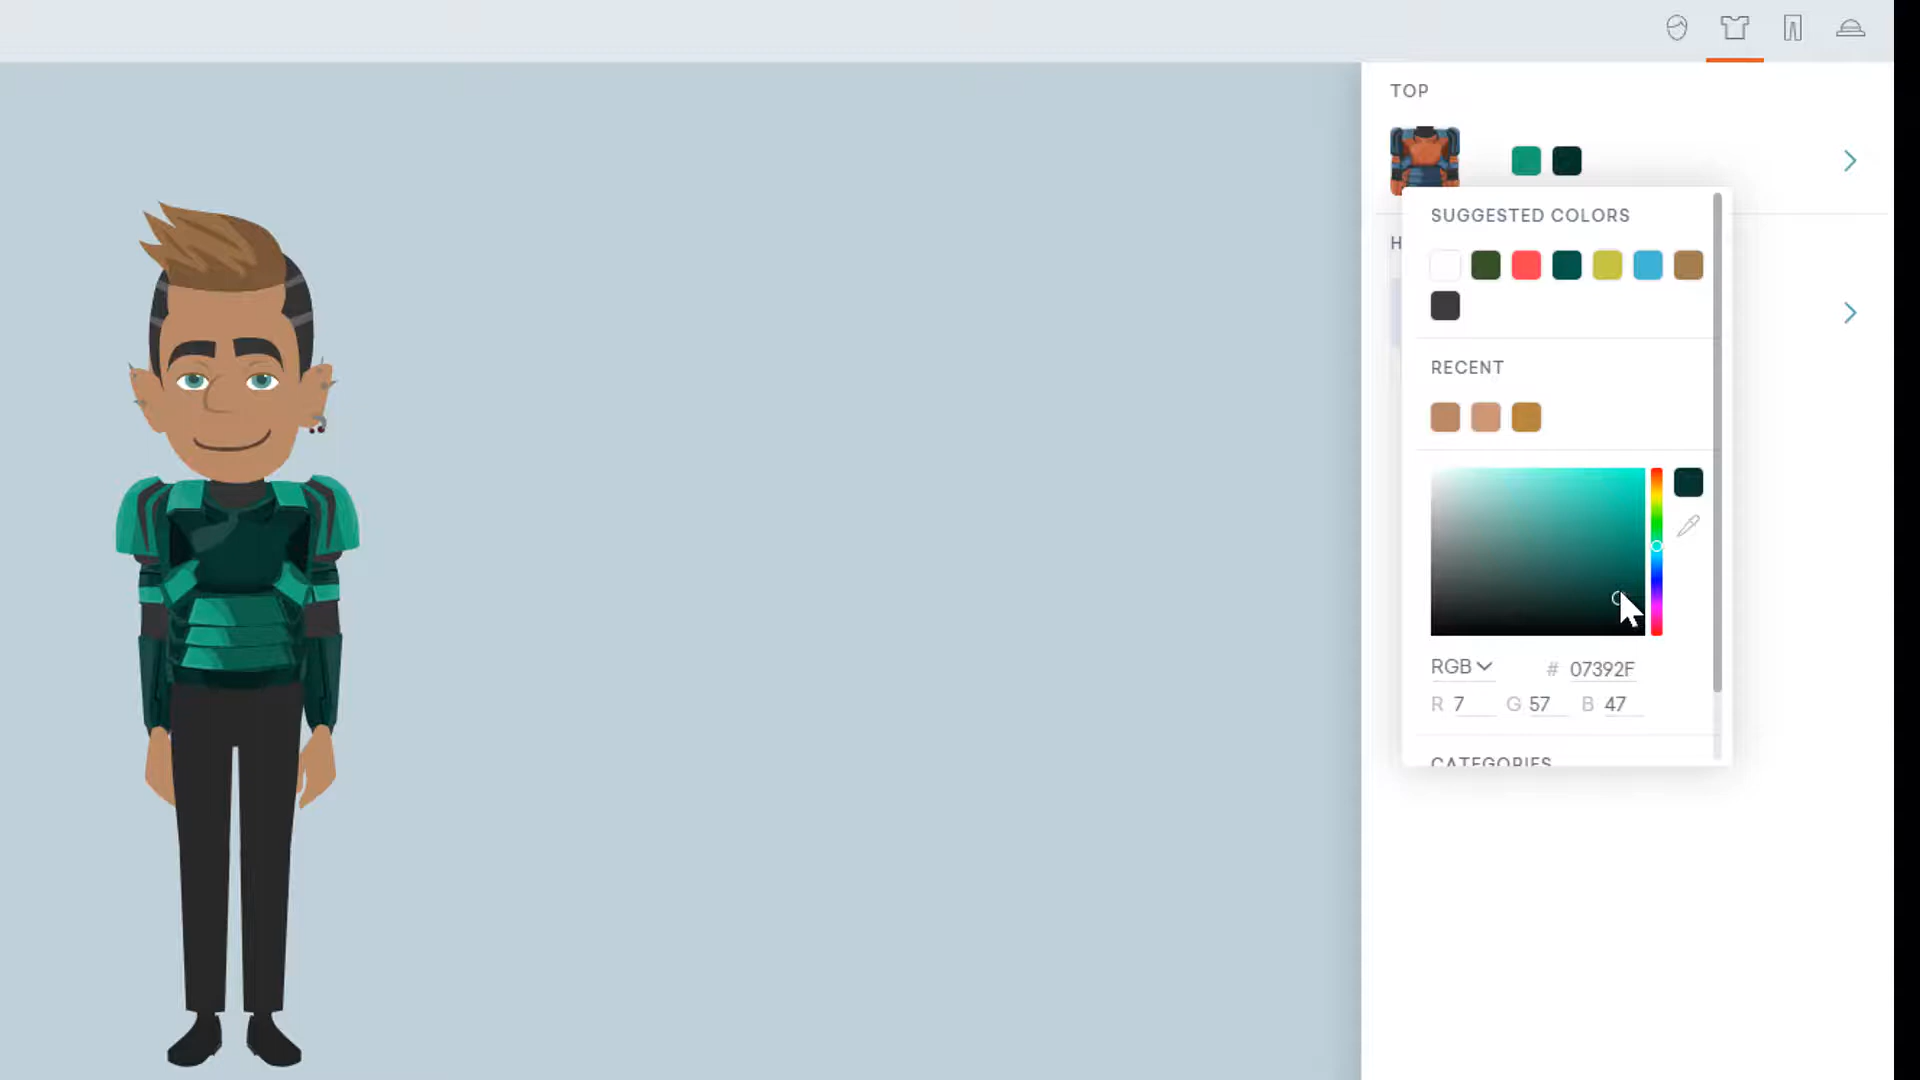 TOP
H
SUGGESTED COLORS
RECENT
RGB # 07392F
R 7 G 57 B 47
CATEGORIES